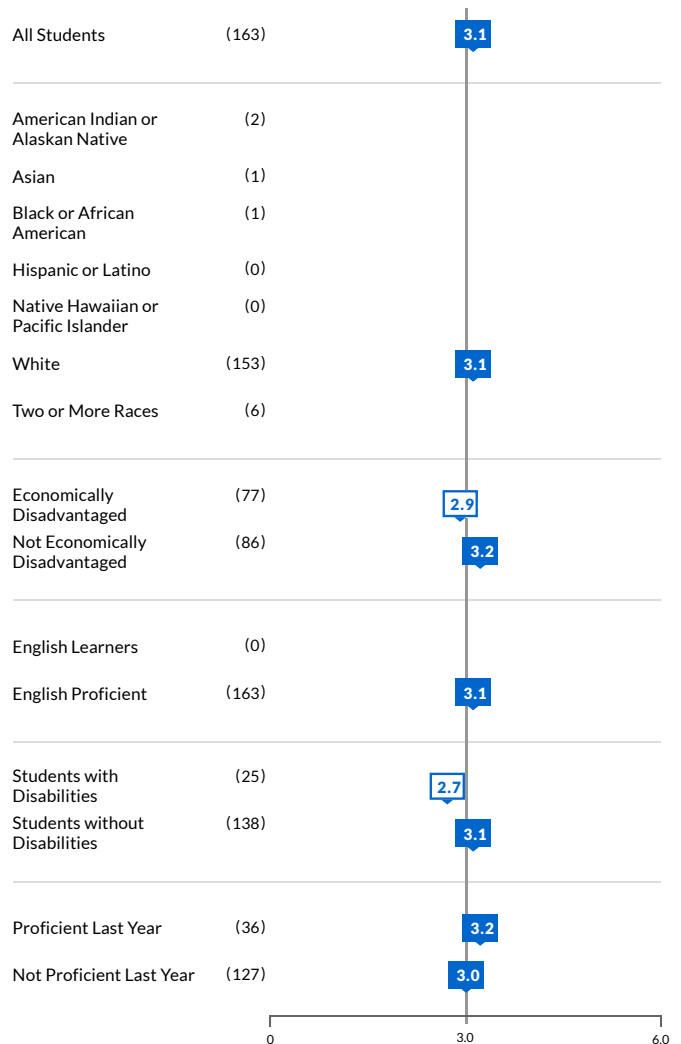 All Students (163) 3.1
American Indian or (2)
Alaskan Native
Asian (1)
Black or African (1)
American
Hispanic or Latino (0)
Native Hawaiian or (0)
Pacific Islander
White (153) 3.1
Two or More Races (6)
Economically (77) 2.9
Disadvantaged
Not Economically (86) 3.2
Disadvantaged
English Learners (0)
English Proficient (163) 3.1
Students with (25) 2.7
Disabilities
Students without (138) 3.1
Disabilities
Proficient Last Year (36) 3.2
Not Proficient Last Year (127) 3.0
0 3.0 6.0